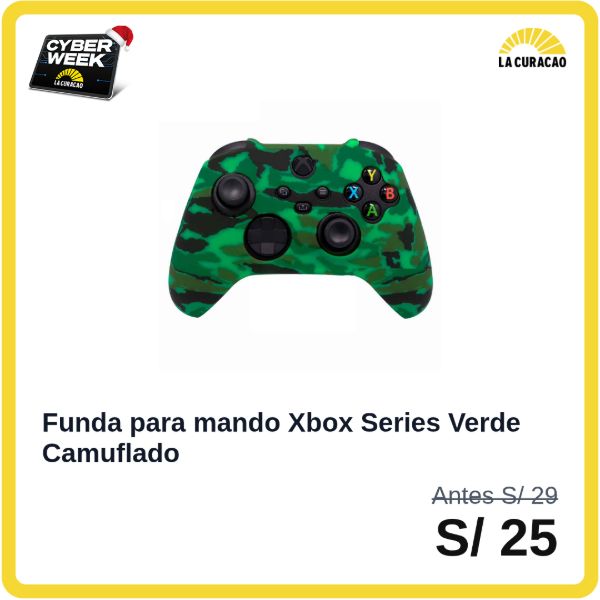 CYBER
WEEK
LA CURACAO
LA CURACAO
Y
X
B
A
Funda para mando Xbox Series Verde
Camuflado
Antes S/ 29
S/ 25